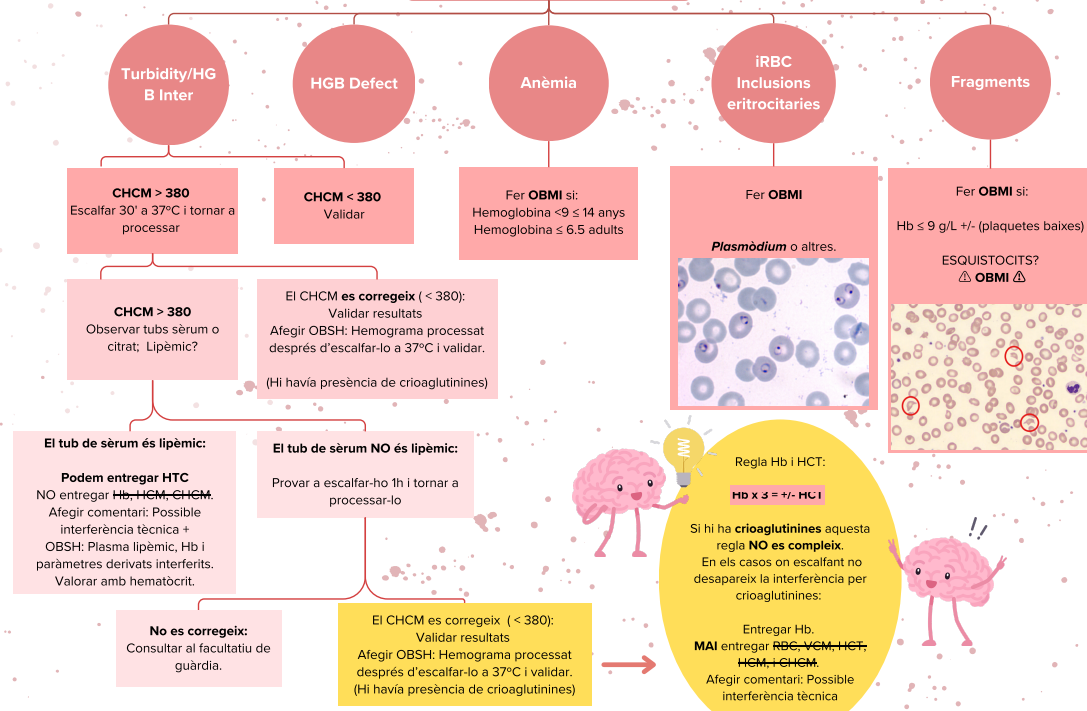 Turbidity/HG
B Inter
HGB Defect
Anèmia
iRBC
Inclusions
eritrocitaries
Fragments
CHCM > 380
Escalfar 30' a 37ºC i tornar a
processar
CHCM < 380
Validar
Fer OBMI si:
Hemoglobina <9 ≤ 14 anys
Hemoglobina ≤ 6.5 adults
Fer OBMI
Plasmòdium o altres.
Fer OBMI si:
Hb ≤ 9 g/L +/- (plaquetes baixes)
ESQUISTOCITS?
⚠ OBMI ⚠
CHCM > 380
Observar tubs sèrum o
citrat; Lipèmic?
El CHCM es corregeix ( < 380):
Validar resultats
Afegir OBSH: Hemograma processat
després d’escalfar-lo a 37ºC i validar.
(Hi havía presència de crioaglutinines)
El tub de sèrum és lipèmic:
Podem entregar HTC
NO entregar Hb, HCM, CHCM.
Afegir comentari: Possible
interferència tècnica +
OBSH: Plasma lipèmic, Hb i
paràmetres derivats interferits.
Valorar amb hematòcrit.
El tub de sèrum NO és lipèmic:
Provar a escalfar-ho 1h i tornar a
processar-lo
No es corregeix:
Consultar al facultatiu de
guàrdia.
El CHCM es corregeix ( < 380):
Validar resultats
Afegir OBSH: Hemograma processat
després d’escalfar-lo a 37ºC i validar.
(Hi havía presència de crioaglutinines)
Regla Hb i HCT:
Hb x 3 = +/- HCT
Si hi ha crioaglutinines aquesta
regla NO es compleix.
En els casos on escalfant no
desapareix la interferència per
crioaglutinines:
Entregar Hb.
MAI entregar RBC, VCM, HCT,
HCM, i CHCM.
Afegir comentari: Possible
interferència tècnica